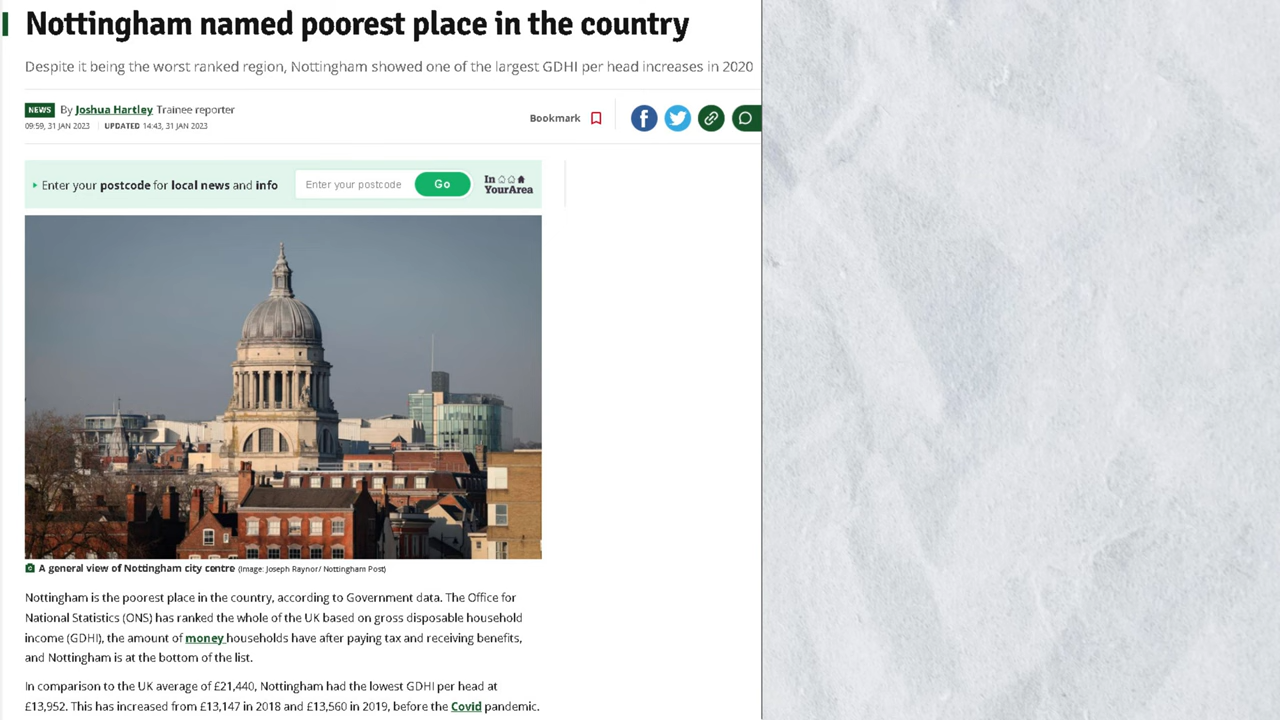 Nottingham named poorest place in the country
Despite it being the worst ranked region, Nottingham showed one of the largest GDHI per head increases in 2020
NEWS By Joshua Hartley Trainee reporter
09:59, 31 JAN 2023 UPDATED 14:43, 31 JAN 2023
Bookmark
Enter your postcode for local news and info
Enter your postcode
Go
In
YourArea
A general view of Nottingham city centre (Image: Joseph Raynor/ Nottingham Post)
Nottingham is the poorest place in the country, according to Government data. The Office for
National Statistics (ONS) has ranked the whole of the UK based on gross disposable household
income (GDHI), the amount of money households have after paying tax and receiving benefits,
and Nottingham is at the bottom of the list.
In comparison to the UK average of £21,440, Nottingham had the lowest GDHI per head at
£13,952. This has increased from £13,147 in 2018 and £13,560 in 2019, before the Covid pandemic.